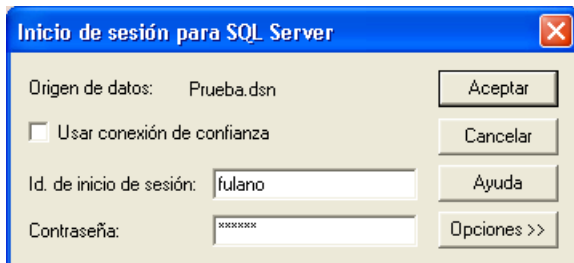 Inicio de sesión para SQL Server
Origen de datos: Prueba.dsn
Aceptar
Usar conexión de confianza
Cancelar
Id. de inicio de sesión: fulano
Ayuda
Contraseña: ******
Opciones >>